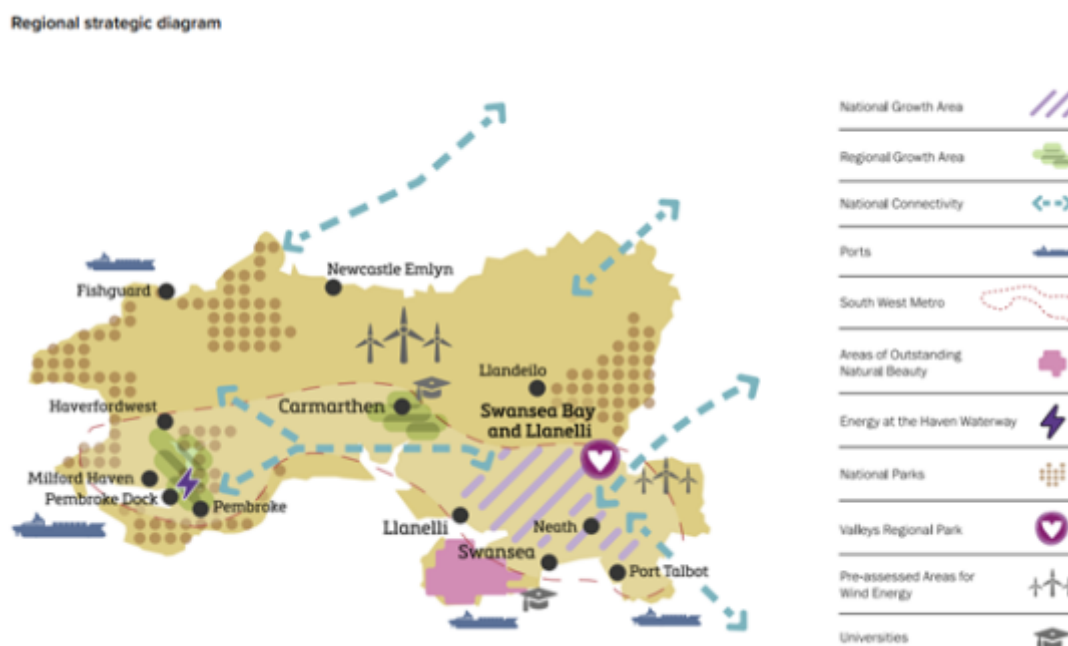 Regional strategic diagram
Newcastle Emlyn
Fishguard
Llandeilo
Haverfordwest
Carmarthen
Swansea Bay
and Llanelli
Milford Haven
Pembroke Dock
Pembroke
Llanelli
Neath
Swansea
Port Talbot
National Growth Area
Regional Growth Area
National Connectivity
Ports
South West Metro
Areas of Outstanding
Natural Beauty
Energy at the Haven Waterway
National Parks
Valleys Regional Park
Pre-assessed Areas for
Wind Energy
Universities